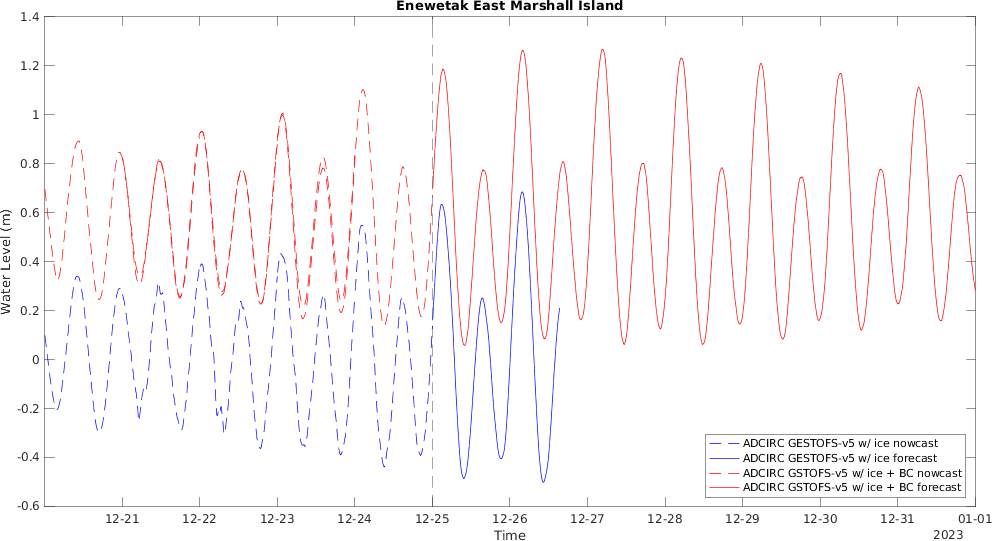 Enewetak East Marshall Island
1.4
1.2
1
0.8
0.6
0.4
0.2
0
-0.2
-0.4
-0.6
Water Level (m)
ADCIRC GESTOFS-v5 w/ ice nowcast
ADCIRC GESTOFS-v5 w/ ice forecast
ADCIRC GSTOFS-v5 w/ ice + BC nowcast
ADCIRC GSTOFS-v5 w/ ice + BC forecast
12-21 12-22 12-23 12-24 12-25 12-26 12-27 12-28 12-29 12-30 12-31 01-01
Time
2023